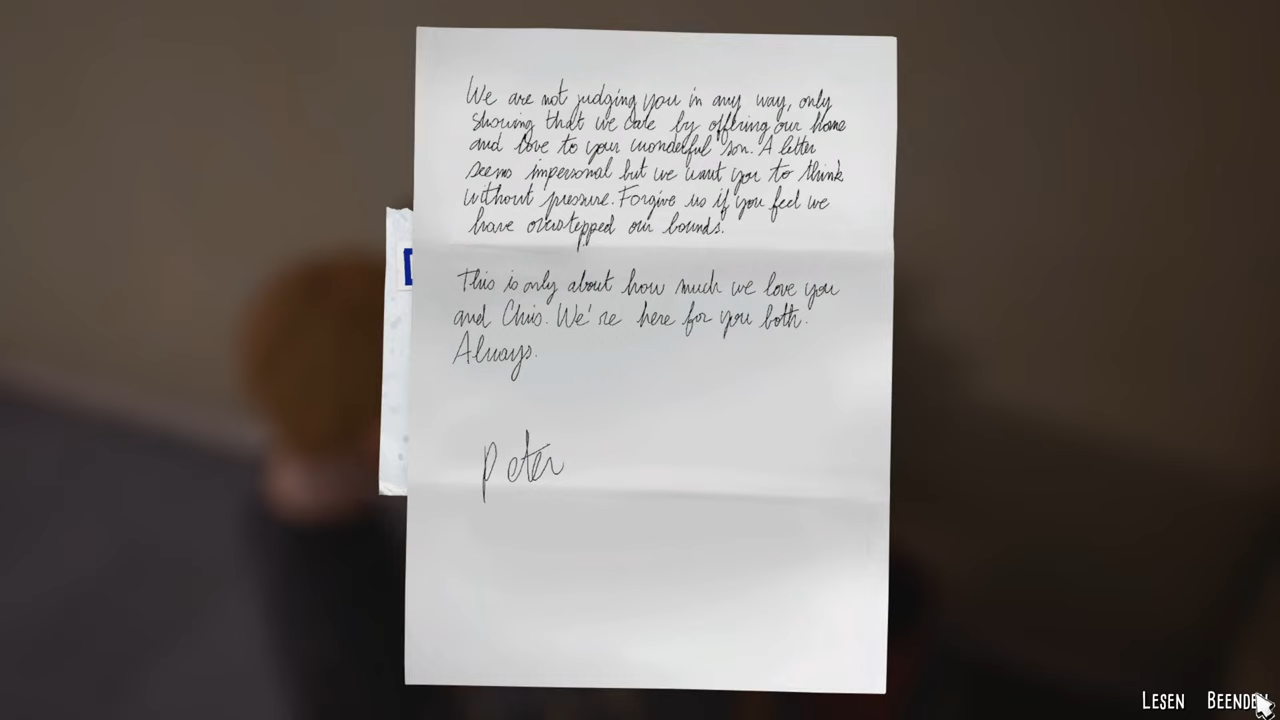 We are not judging you in any way, only
showing that we care by offering our home
and love to your wonderful son. A letter
seems impersonal but we want you to think
without pressure. Forgive us if you feel we
have overstepped our bounds.
This is only about how much we love you
and Chris. We're here for you both.
Always.
Peter
LESEN BEENDEN